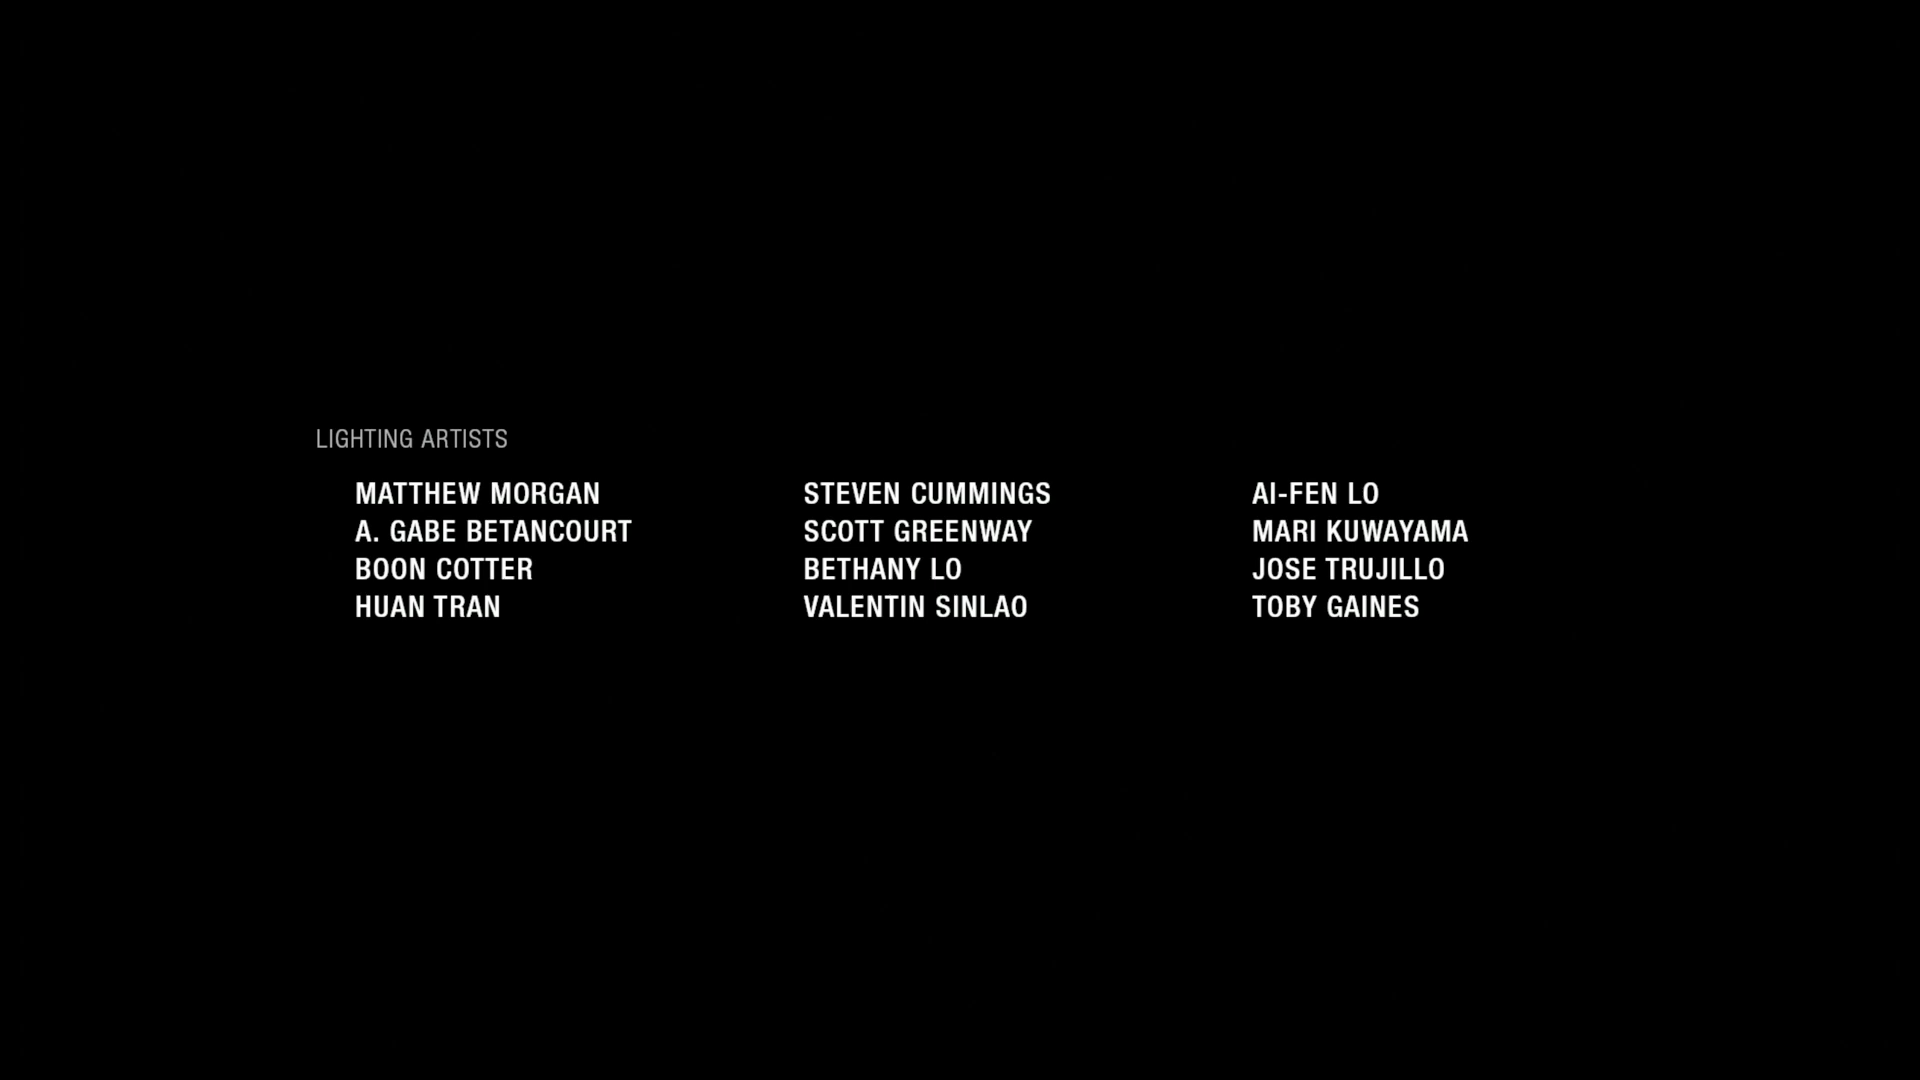 LIGHTING ARTISTS
MATTHEW MORGAN
A. GABE BETANCOURT
BOON COTTER
HUAN TRAN
STEVEN CUMMINGS
SCOTT GREENWAY
BETHANY LO
VALENTIN SINLAO
AI-FEN LO
MARI KUWAYAMA
JOSE TRUJILLO
TOBY GAINES